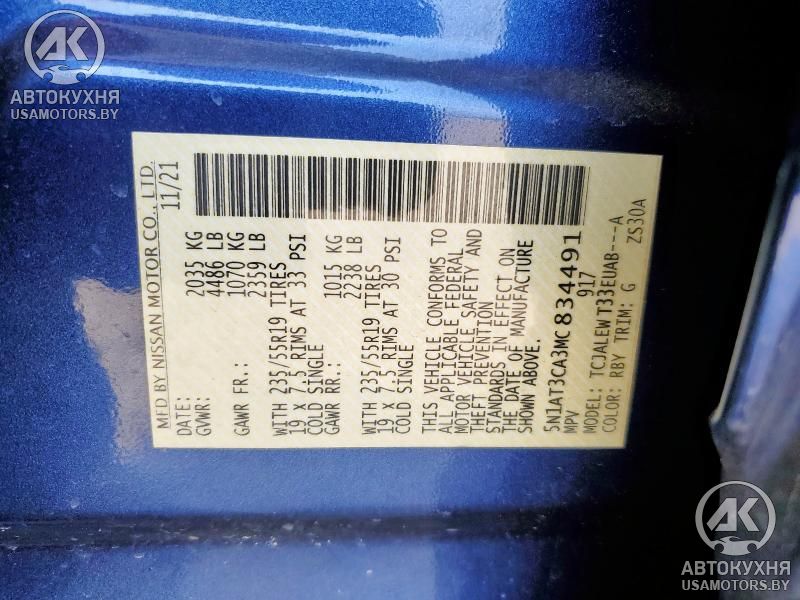 AK
АВТОКУХНЯ
USAMOTORS.BY
MFD BY NISSAN MOTOR CO., LTD.
DATE: 11/21
GVWR: 2035 KG
4486 LB
GAWR FR.: 1070 KG
2359 LB
WITH 235/55R19 TIRES
19 x 7.5 RIMS AT 33 PSI
COLD SINGLE
GAWR RR.: 1015 KG
2238 LB
WITH 235/55R19 TIRES
19 x 7.5 RIMS AT 30 PSI
COLD SINGLE
THIS VEHICLE CONFORMS TO
ALL APPLICABLE FEDERAL
MOTOR VEHICLE SAFETY AND
THEFT PREVENTION
STANDARDS IN EFFECT ON
THE DATE OF MANUFACTURE
SHOWN ABOVE.
5N1AT3CA3MC834491
MPV 917
MODEL: TCJALEWT33EUAB---A
COLOR: RBY TRIM: G ZS30A
AK
АВТОКУХНЯ
USAMOTORS.BY